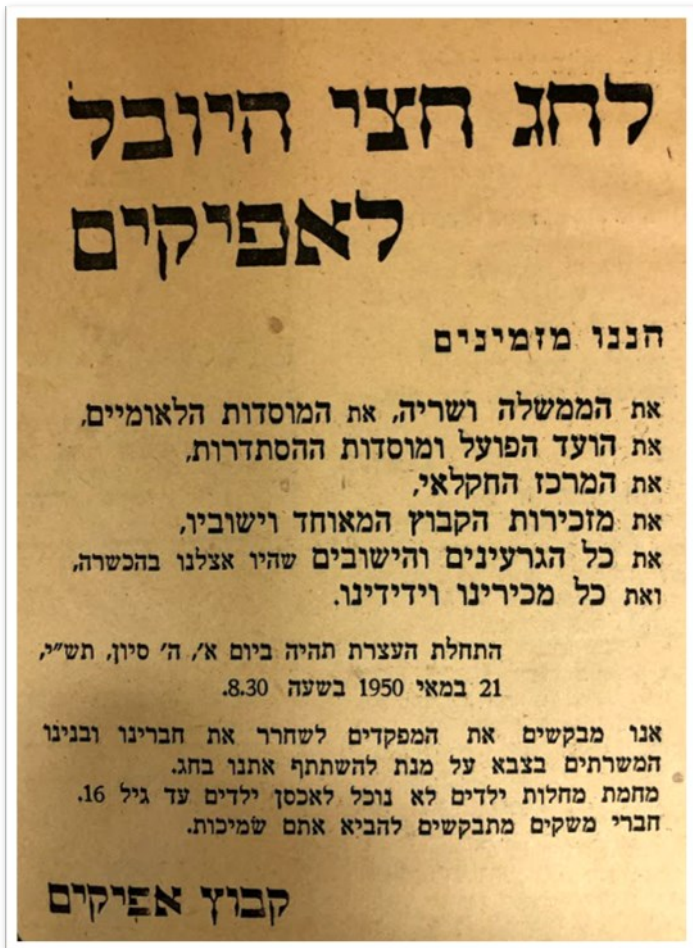 לחג חצי היובל
לאפיקים
הננו מזמינים
את הממשלה ושריה, את המוסדות הלאומיים,
את הועד הפועל ומוסדות ההסתדרות,
את המרכז החקלאי,
את מזכירות הקבוץ המאוחד וישוביו,
את כל הגרעינים והישובים שהיו אצלנו בהכשרה,
ואת כל מכירינו וידידינו.
התחלת העצרת תהיה ביום א', ה' סיון, תש"י,
21 במאי 1950 בשעה 8.30.
אנו מבקשים את המפקדים לשחרר את חברינו ובנינו
המשרתים בצבא על מנת להשתתף אתנו בחג.
מחמת מחלות ילדים לא נוכל לאכסן ילדים עד גיל 16.
חברי משקים מתבקשים להביא אתם שׂמיכות.
קבוץ אפיקים